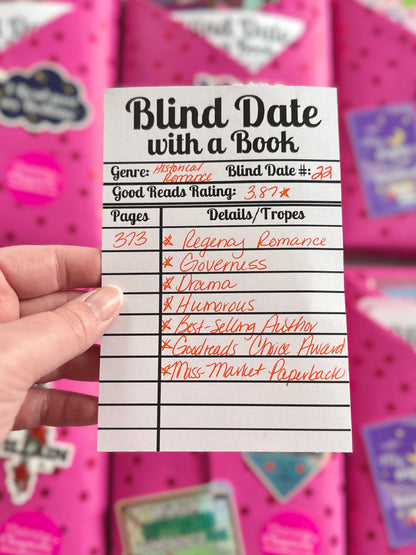 Blind Date
with a Book
Genre: Historical Romance Blind Date #: 22
Good Reads Rating: 3.87★
Pages Details/Tropes
373 ★ Regency Romance
★ Governess
★ Drama
★ Humorous
★ Best-Selling Author
★ Goodreads Choice Award
★ Mass-Market Paperback